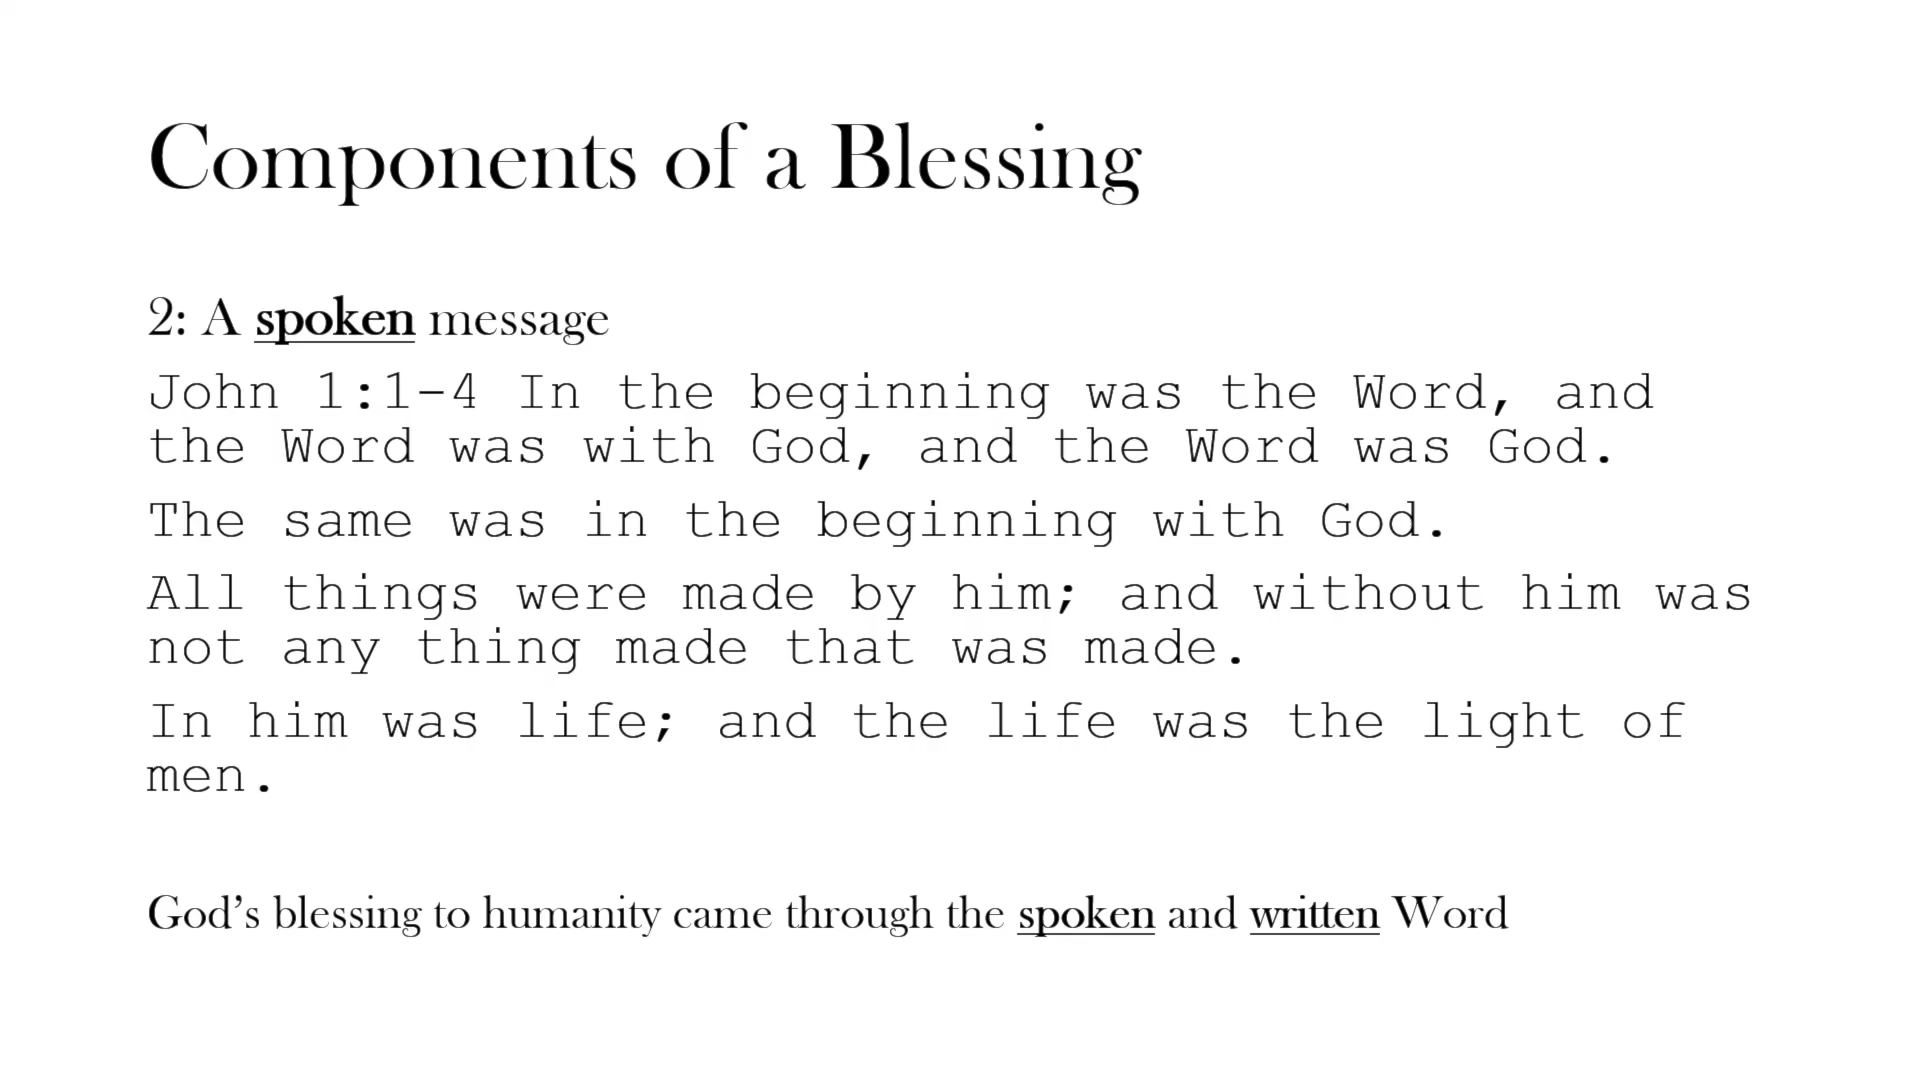 Components of a Blessing
2: A spoken message
John 1:1-4 In the beginning was the Word, and
the Word was with God, and the Word was God.
The same was in the beginning with God.
All things were made by him; and without him was
not any thing made that was made.
In him was life; and the life was the light of
men.
God’s blessing to humanity came through the spoken and written Word